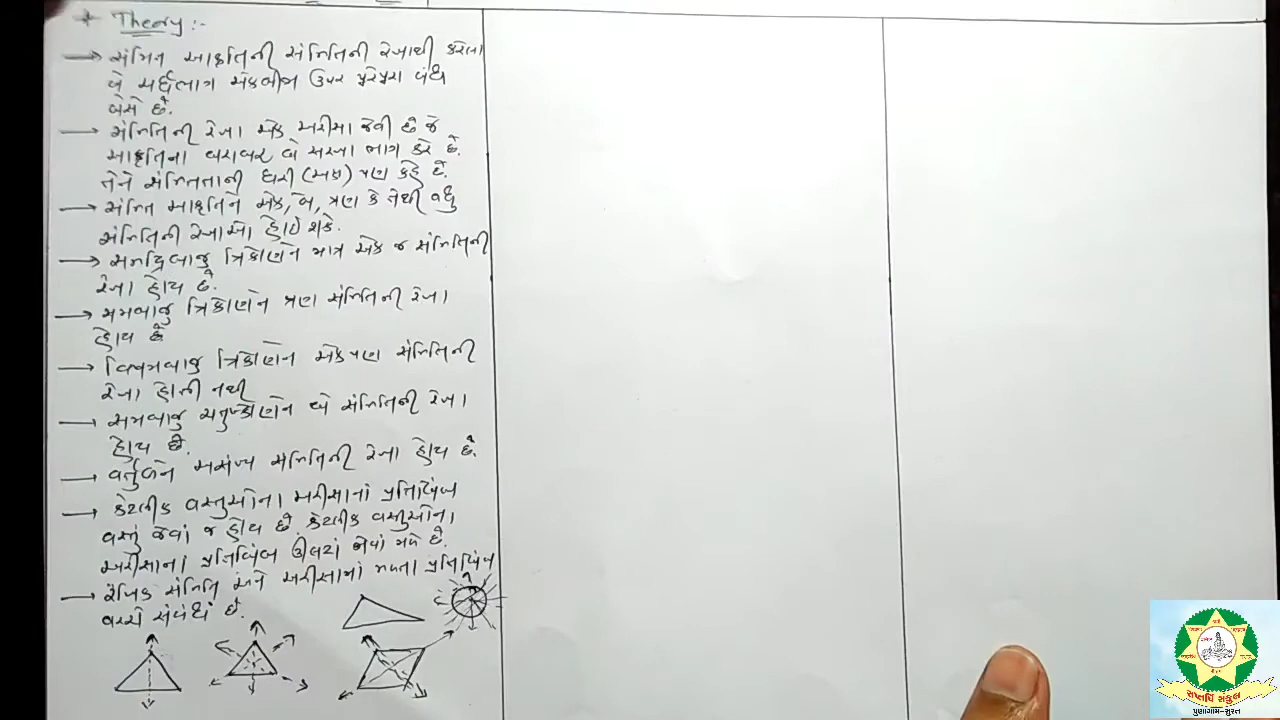 * Theory :-
→ સંમિત આકૃતિની સંમિતિની રેખાથી કરેલા
બે અર્ધભાગ એકબીજા ઉપર પૂરેપૂરા બંધ
બેસે છે.
→ સંમિતિની રેખા એક અરીસા જેવી છે જે
આકૃતિના બરાબર બે સરખા ભાગ કરે છે.
તેને સંમિતતાની ધરી (અક્ષ) પણ કહે છે.
→ સંમિત આકૃતિને એક, બે, ત્રણ કે તેથી વધુ
સંમિતિની રેખાઓ હોઈ શકે.
→ સમદ્વિબાજુ ત્રિકોણને માત્ર એક જ સંમિતિની
રેખા હોય છે.
→ સમબાજુ ત્રિકોણને ત્રણ સંમિતિની રેખા
હોય છે
→ વિષમબાજુ ત્રિકોણને એકપણ સંમિતિની
રેખા હોતી નથી
→ સમબાજુ ચતુષ્કોણને બે સંમિતિની રેખા
હોય છે.
→ વર્તુળને અસંખ્ય સંમિતિની રેખા હોય છે.
→ કેટલીક વસ્તુઓના અરીસાનાં પ્રતિબિંબ
વસ્તુ જેવાં જ હોય છે. કેટલીક વસ્તુઓના
અરીસાના પ્રતિબિંબ ઊલટાં જોવાં મળે છે.
→ રૈખિક સંમિતિ અને અરીસામાં મળતા પ્રતિબિંબ
વચ્ચે સંબંધ છે.
સપ્તર્ષિ સંકુલ
પુણાગામ-સુરત